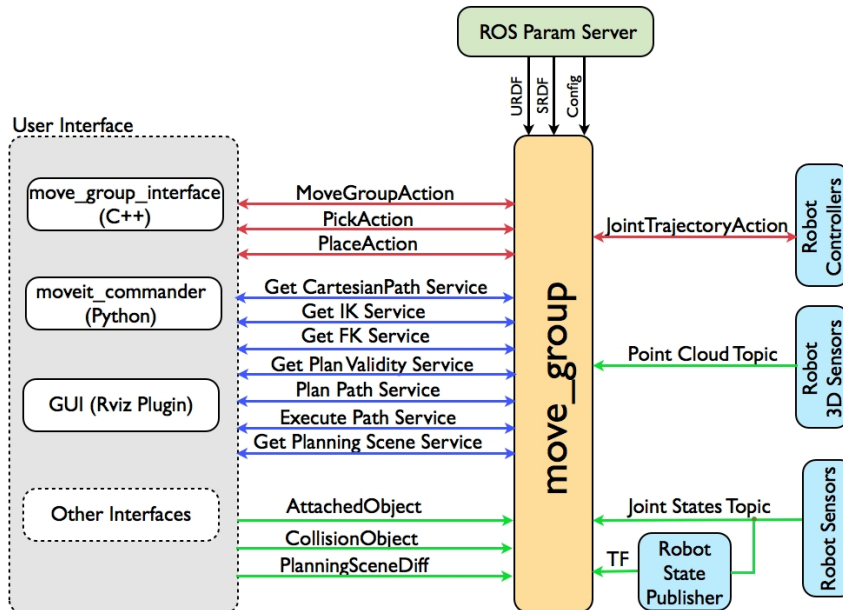 ROS Param Server
URDF
SRDF
Config
User Interface
move_group_interface
(C++)
moveit_commander
(Python)
GUI (Rviz Plugin)
Other Interfaces
MoveGroupAction
PickAction
PlaceAction
Get CartesianPath Service
Get IK Service
Get FK Service
Get Plan Validity Service
Plan Path Service
Execute Path Service
Get Planning Scene Service
AttachedObject
CollisionObject
PlanningSceneDiff
move_group
JointTrajectoryAction
Robot
Controllers
Point Cloud Topic
Robot
3D Sensors
Joint States Topic
TF
Robot
State
Publisher
Robot Sensors